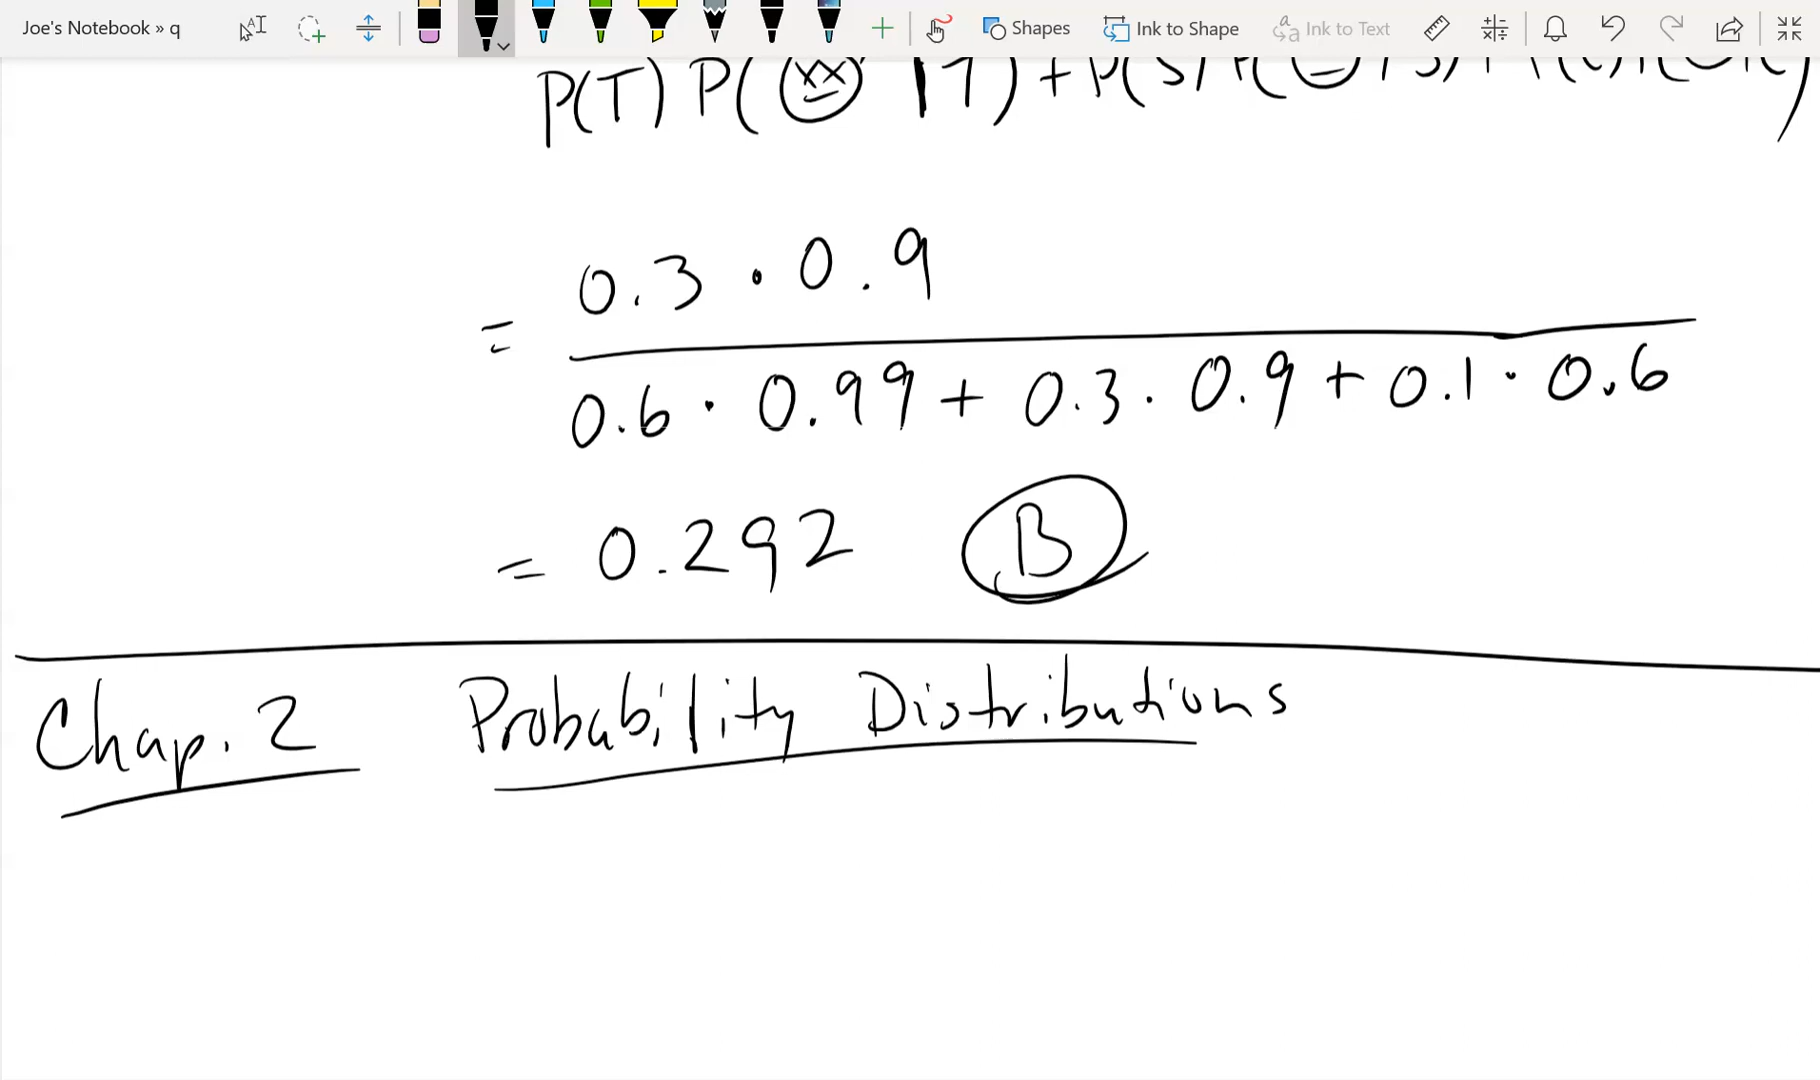 Joe's Notebook » q
Shapes Ink to Shape Ink to Text
P(T) P( | T) + P(S) P( | S) +
0.3 · 0.9
=
0.6 · 0.99 + 0.3 · 0.9 + 0.1 · 0.6
= 0.292 B
Chap. 2 Probability Distributions